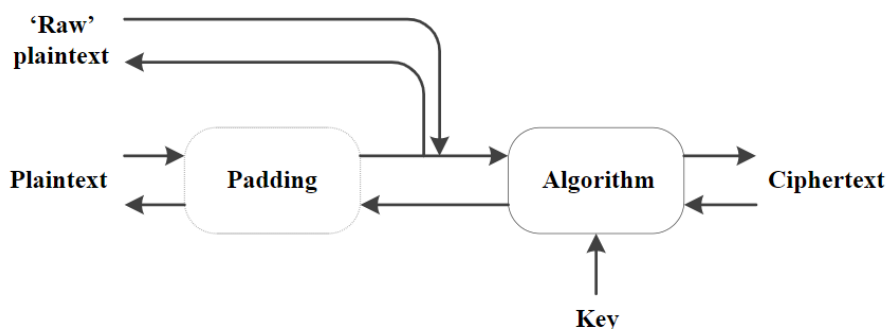 ‘Raw’
plaintext
Plaintext
Padding
Algorithm
Ciphertext
Key